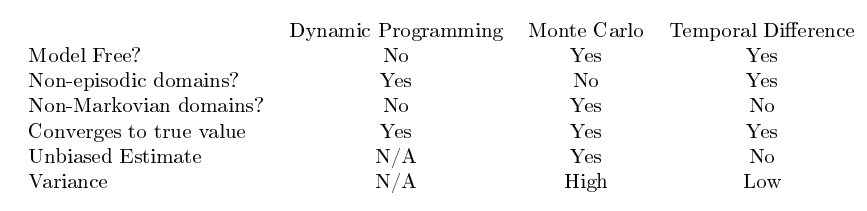 Dynamic Programming Monte Carlo Temporal Difference
Model Free? No Yes Yes
Non-episodic domains? Yes No Yes
Non-Markovian domains? No Yes No
Converges to true value Yes Yes Yes
Unbiased Estimate N/A Yes No
Variance N/A High Low